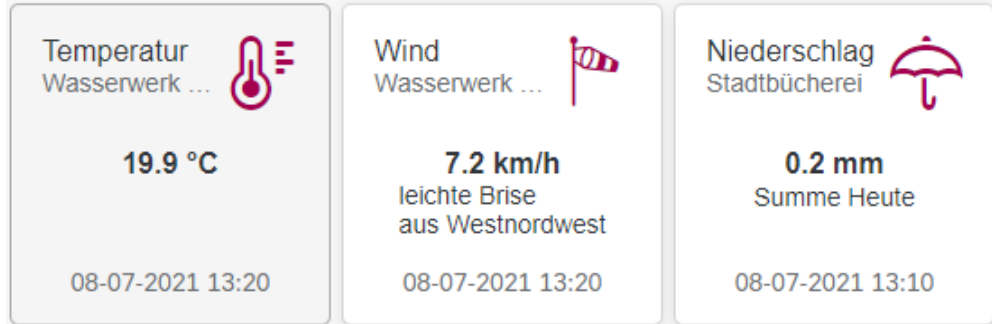 Temperatur
Wasserwerk ...
19.9 °C
08-07-2021 13:20
Wind
Wasserwerk ...
7.2 km/h
leichte Brise
aus Westnordwest
08-07-2021 13:20
Niederschlag
Stadtbücherei
0.2 mm
Summe Heute
08-07-2021 13:10